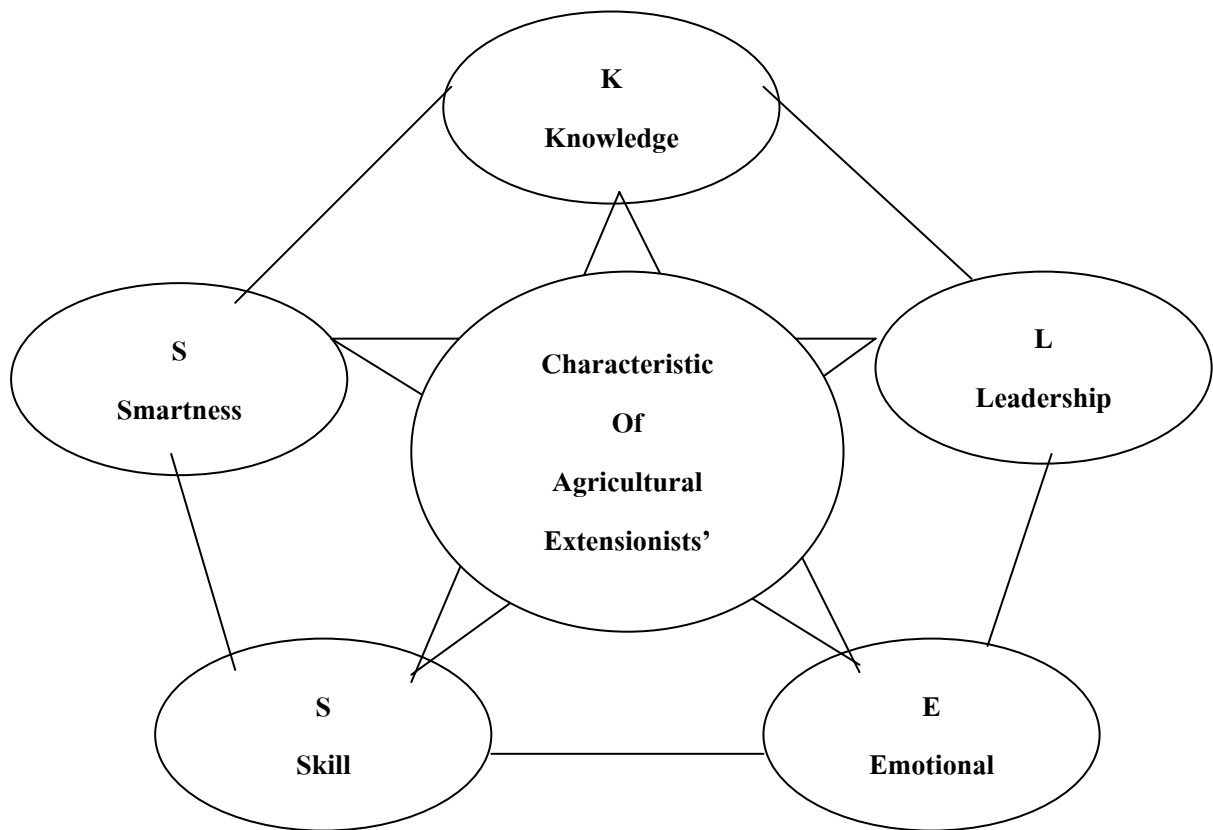 K
Knowledge
S
Smartness
Characteristic
Of
Agricultural
Extensionists’
L
Leadership
S
Skill
E
Emotional